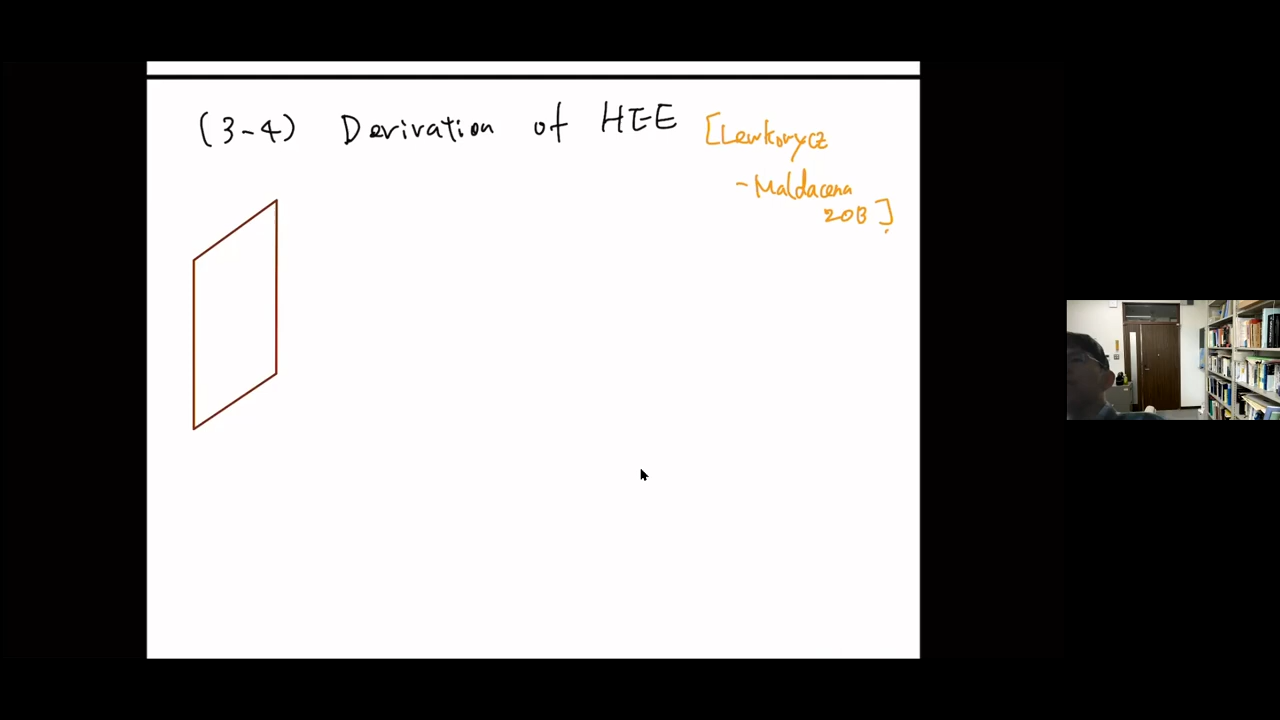 (3-4) Derivation of HEE [Lewkowycz
-Maldacena
2013]